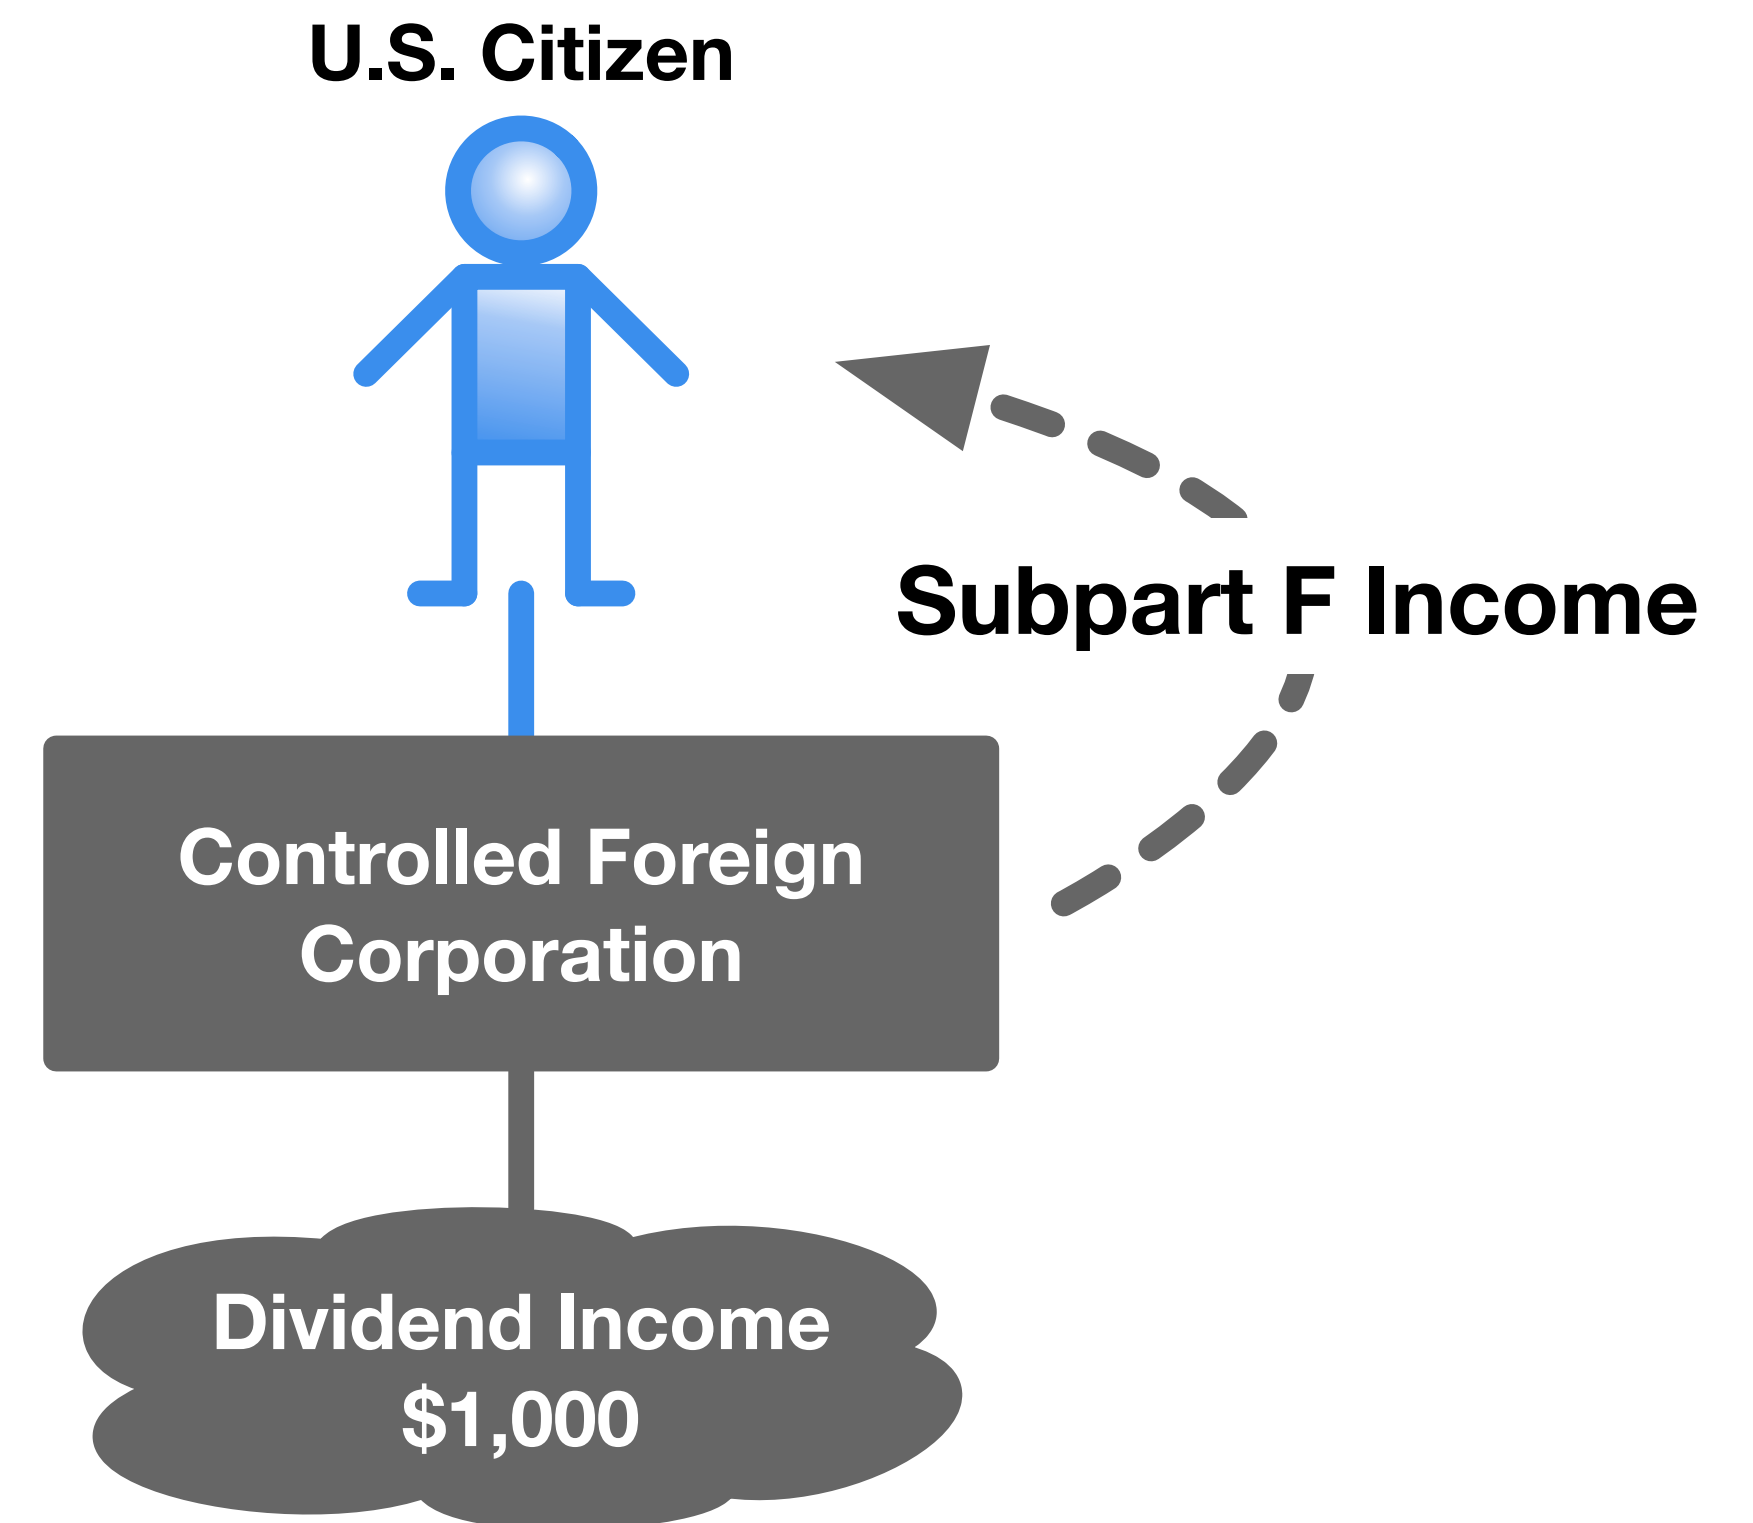 U.S. Citizen
Subpart F Income
Controlled Foreign
Corporation
Dividend Income
$1,000